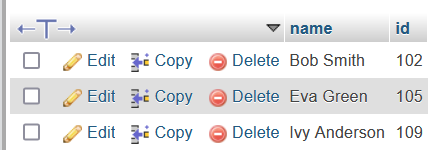 name id
Edit Copy Delete Bob Smith 102
Edit Copy Delete Eva Green 105
Edit Copy Delete Ivy Anderson 109